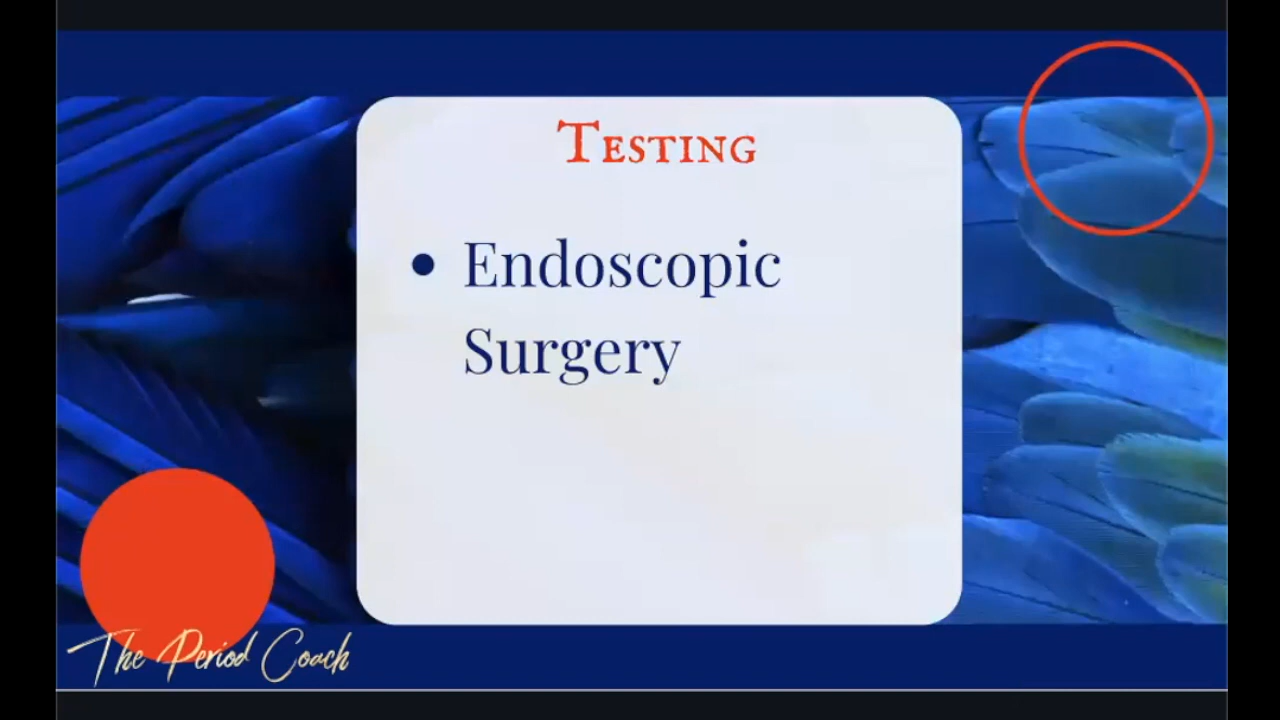 Testing
• Endoscopic
Surgery
The Period Coach